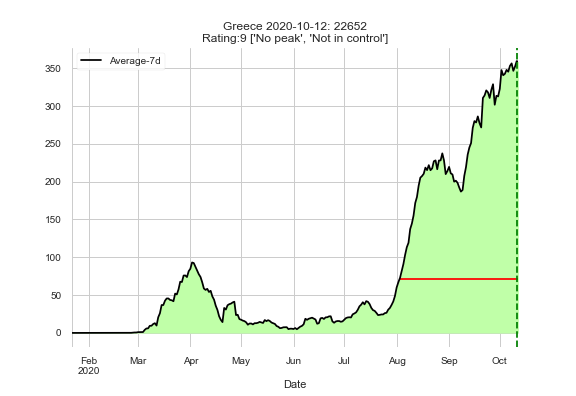 Greece 2020-10-12: 22652
Rating:9 ['No peak', 'Not in control']
Average-7d
350
300
250
200
150
100
50
0
Feb Mar Apr May Jun Jul Aug Sep Oct
2020
Date